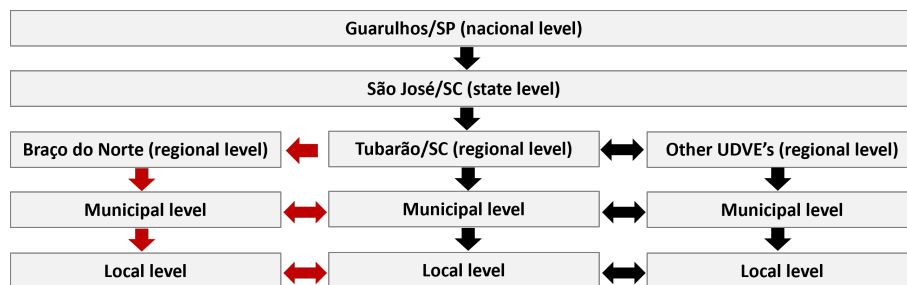 Guarulhos/SP (nacional level)
São José/SC (state level)
Braço do Norte (regional level)
Tubarão/SC (regional level)
Other UDVE's (regional level)
Municipal level
Municipal level
Municipal level
Local level
Local level
Local level